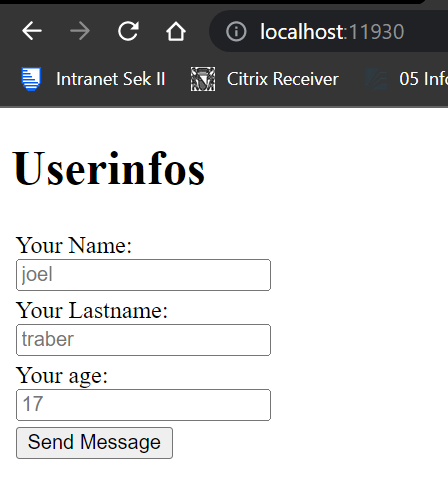 localhost:11930
Intranet Sek II Citrix Receiver 05 Info
Userinfos
Your Name:
joel
Your Lastname:
traber
Your age:
17
Send Message